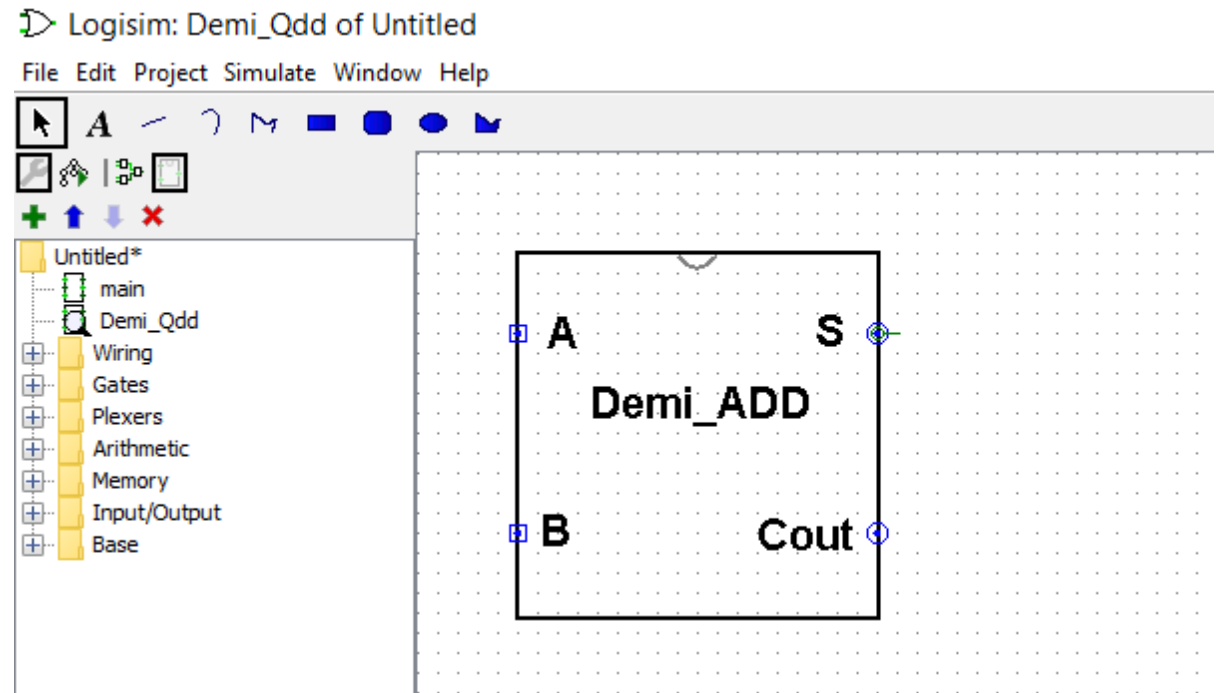 Logisim: Demi_Qdd of Untitled
File Edit Project Simulate Window Help
A
Untitled*
main
Demi_Qdd
Wiring
Gates
Plexers
Arithmetic
Memory
Input/Output
Base
A S
Demi_ADD
B Cout